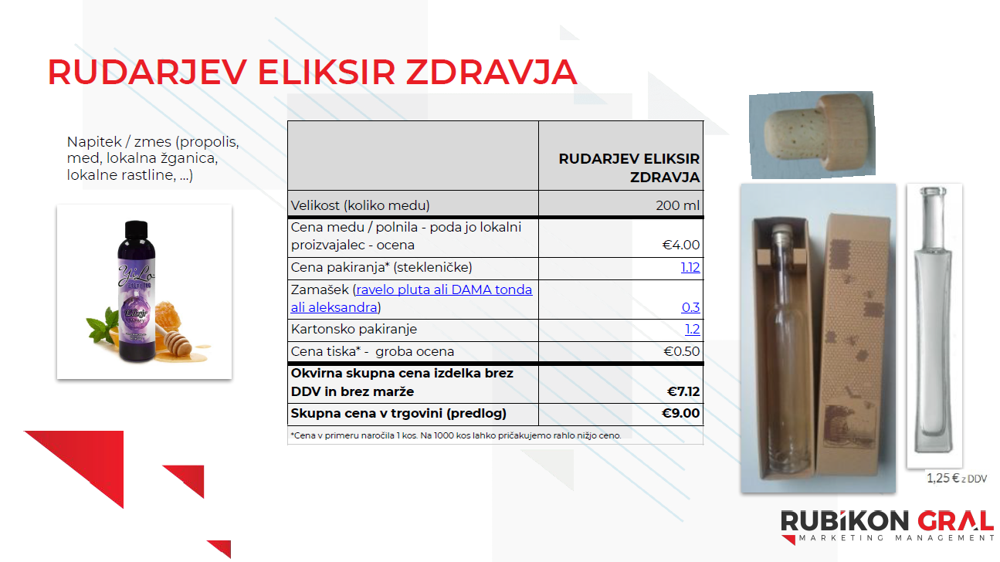 RUDARJEV ELIKSIR ZDRAVJA
Napitek / zmes (propolis,
med, lokalna žganica,
lokalne rastline, ...)
RUDARJEV ELIKSIR
ZDRAVJA
Velikost (koliko medu) 200 ml
Cena medu / polnila - poda jo lokalni
proizvajalec - ocena €4.00
Cena pakiranja* (stekleničke) 1.12
Zamašek (ravelo pluta ali DAMA tonda
ali aleksandra) 0.3
Kartonsko pakiranje 1.2
Cena tiska* - groba ocena €0.50
Okvirna skupna cena izdelka brez
DDV in brez marže €7.12
Skupna cena v trgovini (predlog) €9.00
*Cena v primeru naročila 1 kos. Na 1000 kos lahko pričakujemo rahlo nižjo ceno.
YiLo
Elixir
Honey
1,25 € z DDV
RUBIKON GRAL
MARKETING MANAGEMENT